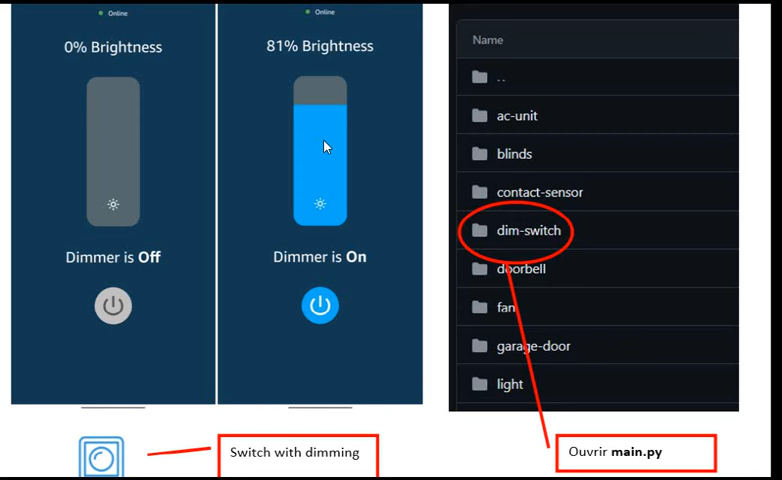 Online
0% Brightness
Dimmer is Off
Online
81% Brightness
Dimmer is On
Switch with dimming
Name
..
ac-unit
blinds
contact-sensor
dim-switch
doorbell
fan
garage-door
light
Ouvrir main.py